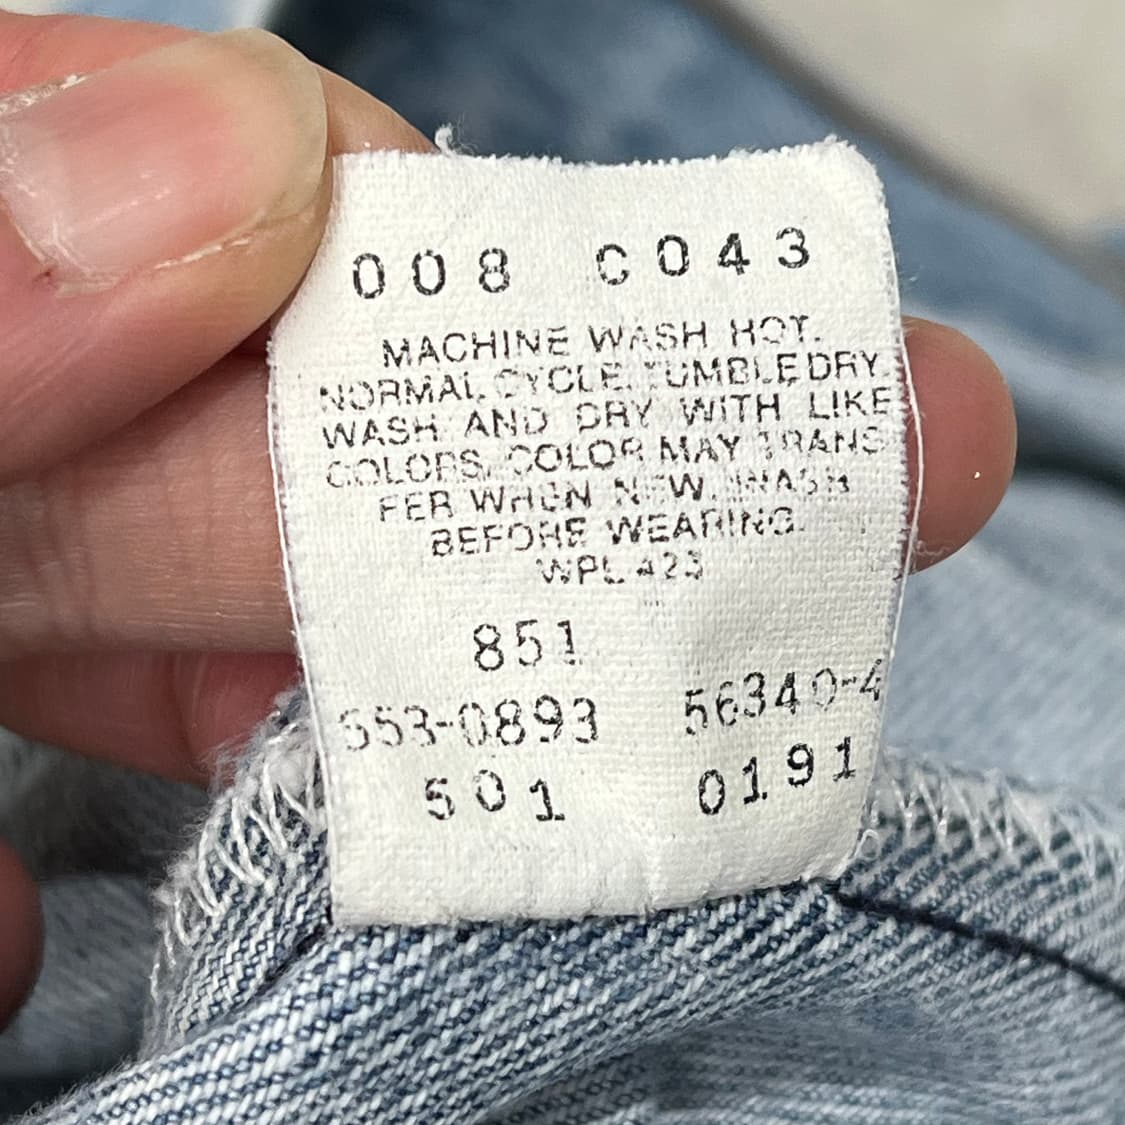 008 C043
MACHINE WASH HOT.
NORMAL CYCLE. TUMBLE DRY
WASH AND DRY WITH LIKE
COLORS. COLOR MAY TRANS
FER WHEN NEW. WASH
BEFORE WEARING.
WPL 423
851
553-0893 56340-4
501 0191